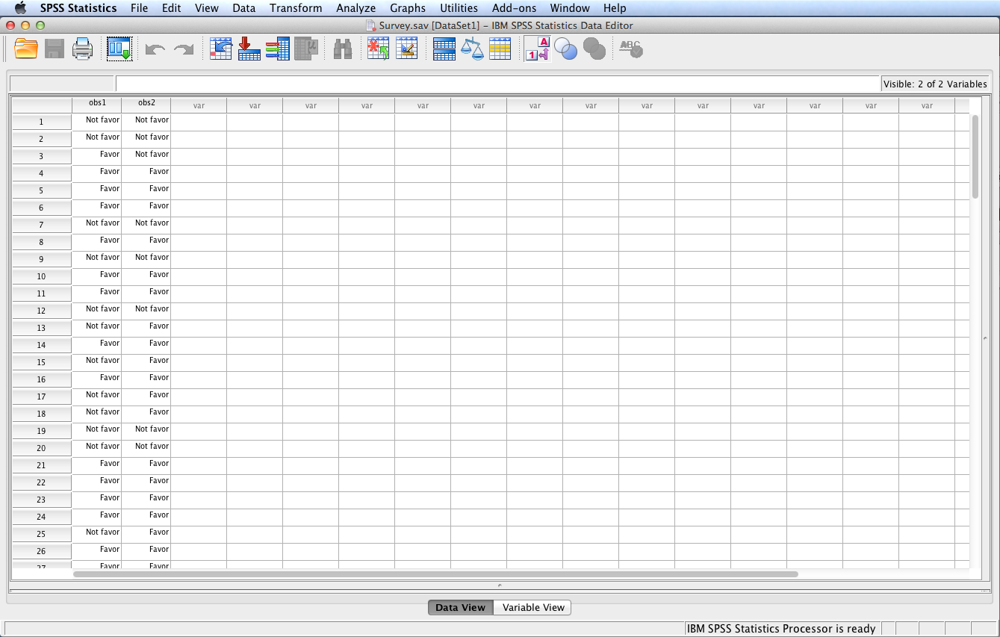 SPSS Statistics File Edit View Data Transform Analyze Graphs Utilities Add-ons Window Help
Survey.sav [DataSet1] - IBM SPSS Statistics Data Editor
A
1
μ
ABC
Visible: 2 of 2 Variables
obs1 obs2 var var var var var var var var var var var var var var
1 Not favor Not favor
2 Not favor Not favor
3 Favor Not favor
4 Favor Favor
5 Favor Favor
6 Favor Favor
7 Not favor Not favor
8 Favor Favor
9 Not favor Not favor
10 Favor Favor
11 Favor Favor
12 Not favor Not favor
13 Not favor Favor
14 Favor Favor
15 Not favor Favor
16 Favor Favor
17 Not favor Favor
18 Not favor Favor
19 Not favor Not favor
20 Not favor Not favor
21 Favor Favor
22 Favor Favor
23 Favor Favor
24 Favor Favor
25 Not favor Favor
26 Favor Favor
27 Favor Favor
Data View Variable View
IBM SPSS Statistics Processor is ready